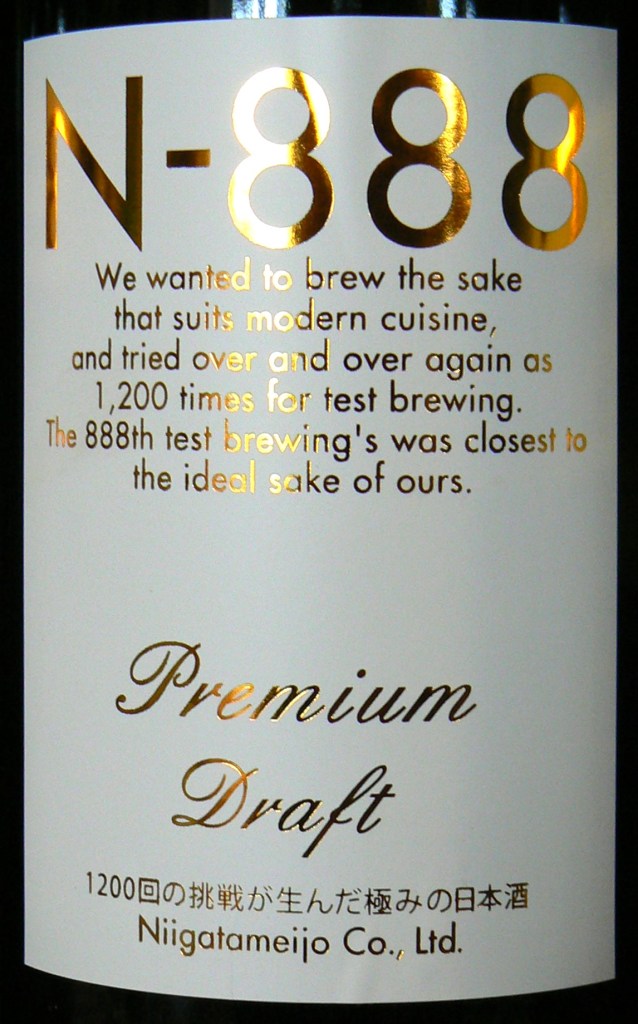 N-888
We wanted to brew the sake
that suits modern cuisine,
and tried over and over again as
1,200 times for test brewing.
The 888th test brewing's was closest to
the ideal sake of ours.
Premium
Draft
1200回の挑戦が生んだ極みの日本酒
Niigatameijo Co., Ltd.